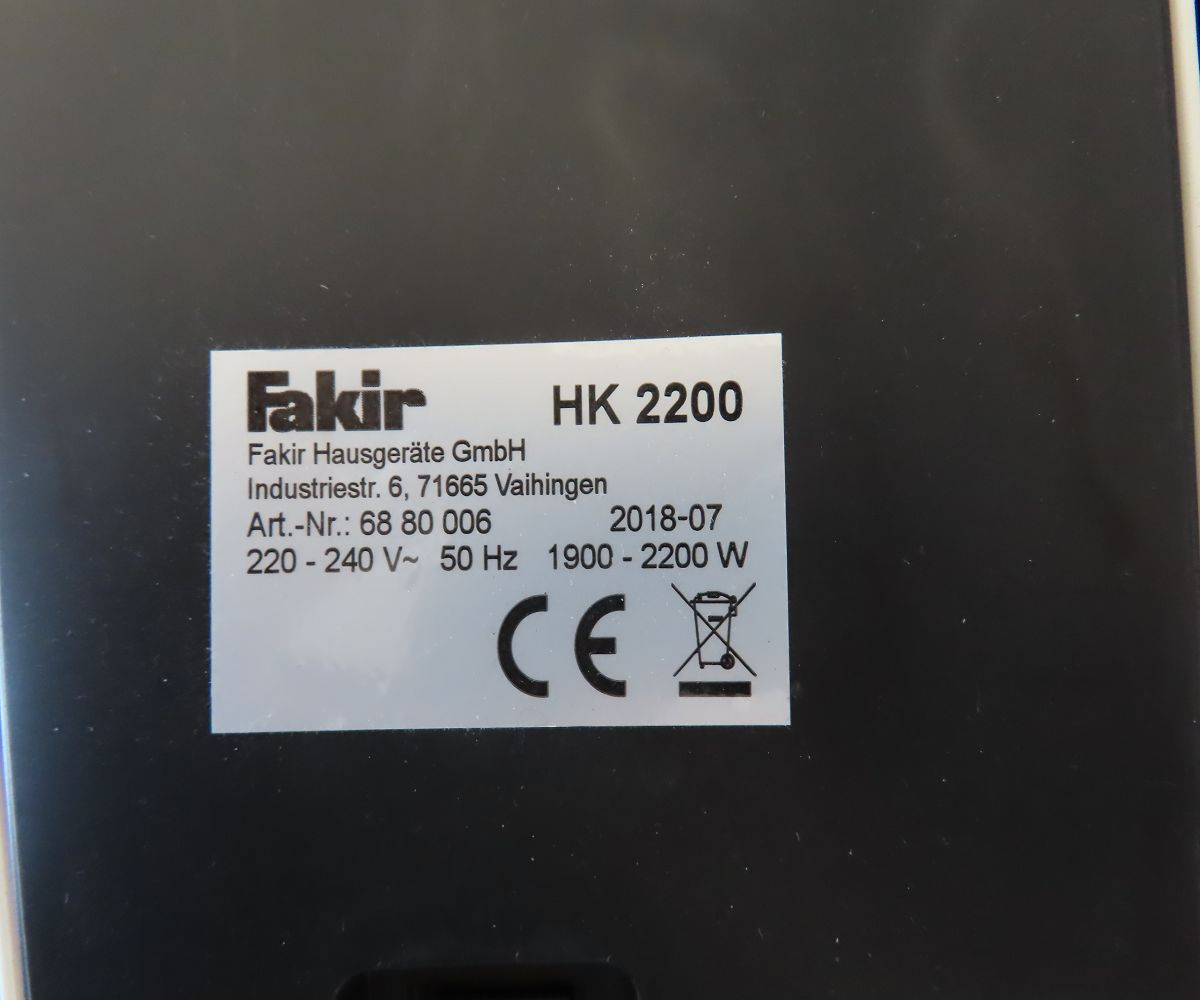 Fakir HK 2200
Fakir Hausgeräte GmbH
Industriestr. 6, 71665 Vaihingen
Art.-Nr.: 68 80 006 2018-07
220 - 240 V~ 50 Hz 1900 - 2200 W
CE